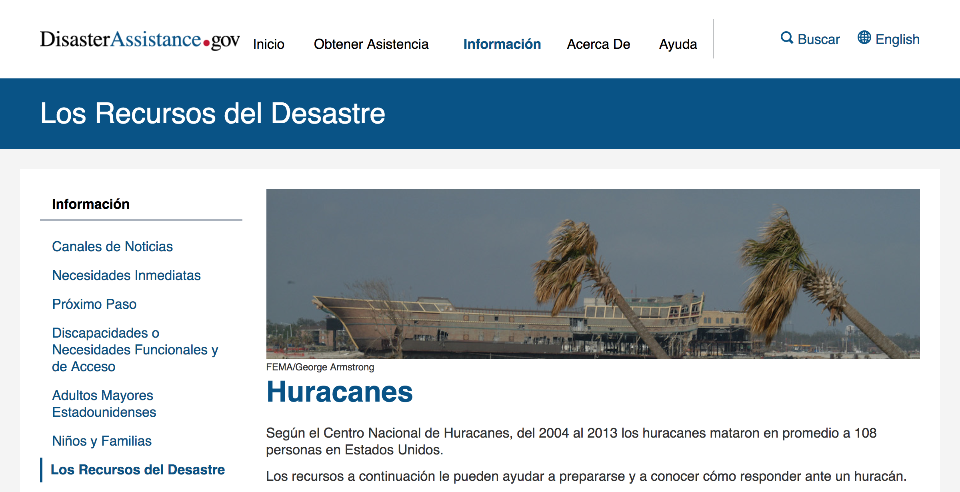 DisasterAssistance.gov
Inicio
Obtener Asistencia
Información
Acerca De
Ayuda
Buscar
English
Los Recursos del Desastre
Información
Canales de Noticias
Necesidades Inmediatas
Próximo Paso
Discapacidades o
Necesidades Funcionales y
de Acceso
Adultos Mayores
Estadounidenses
Niños y Familias
Los Recursos del Desastre
FEMA/George Armstrong
Huracanes
Según el Centro Nacional de Huracanes, del 2004 al 2013 los huracanes mataron en promedio a 108
personas en Estados Unidos.
Los recursos a continuación le pueden ayudar a prepararse y a conocer cómo responder ante un huracán.